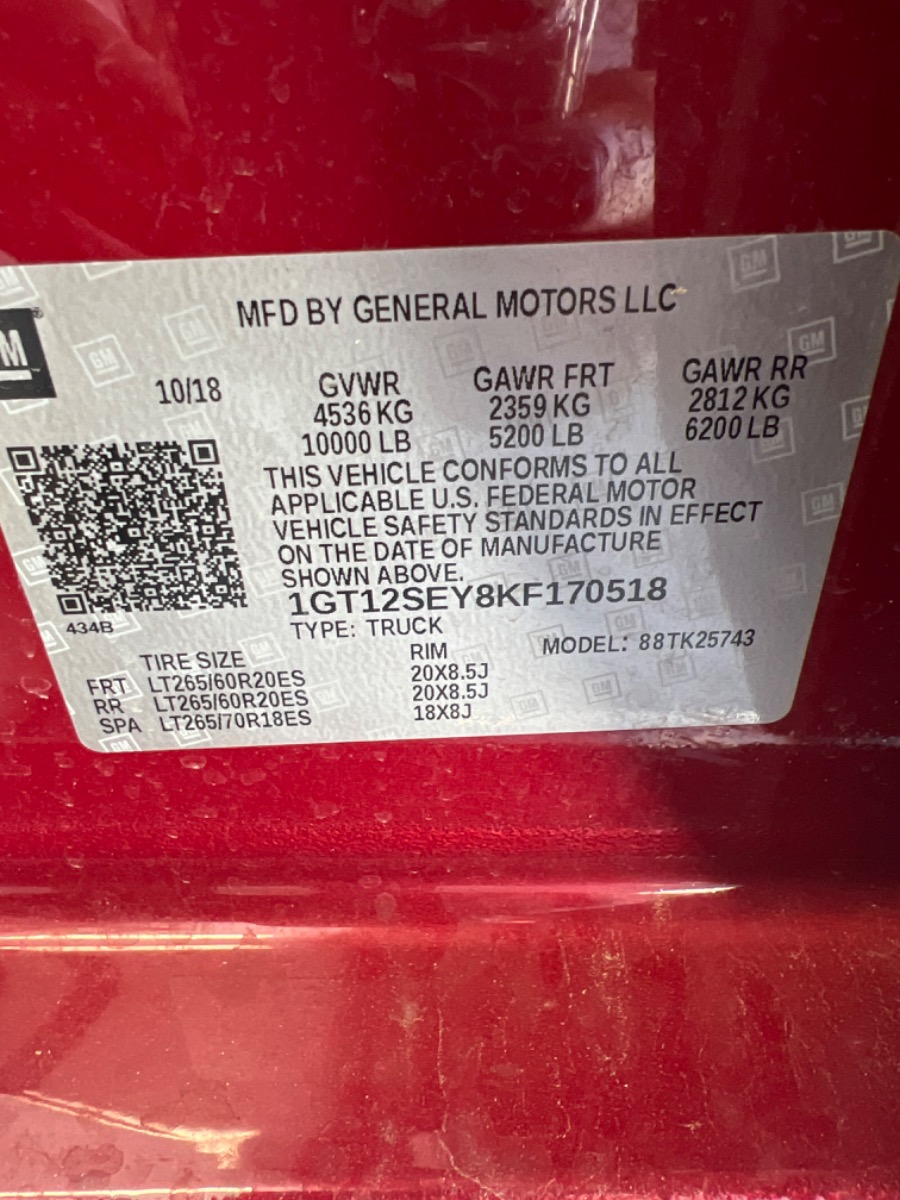 MFD BY GENERAL MOTORS LLC
GM
10/18
GVWR GAWR FRT GAWR RR
4536 KG 2359 KG 2812 KG
10000 LB 5200 LB 6200 LB
THIS VEHICLE CONFORMS TO ALL
APPLICABLE U.S. FEDERAL MOTOR
VEHICLE SAFETY STANDARDS IN EFFECT
ON THE DATE OF MANUFACTURE
SHOWN ABOVE.
1GT12SEY8KF170518
434B
TYPE: TRUCK
MODEL: 88TK25743
TIRE SIZE RIM
FRT LT265/60R20ES 20X8.5J
RR LT265/60R20ES 20X8.5J
SPA LT265/70R18ES 18X8J